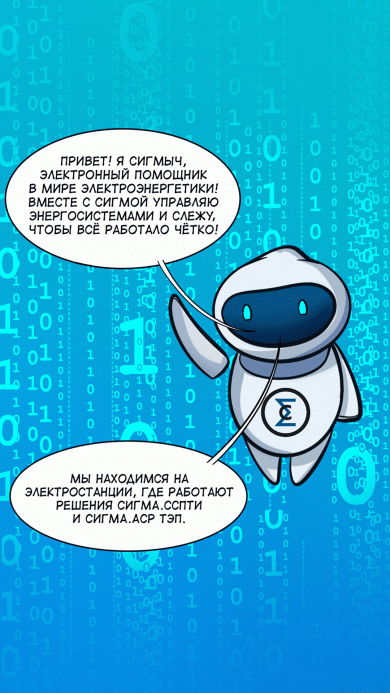 ПРИВЕТ! Я СИГМЫЧ,
ЭЛЕКТРОННЫЙ ПОМОЩНИК
В МИРЕ ЭЛЕКТРОЭНЕРГЕТИКИ!
ВМЕСТЕ С СИГМОЙ УПРАВЛЯЮ
ЭНЕРГОСИСТЕМАМИ И СЛЕЖУ,
ЧТОБЫ ВСЁ РАБОТАЛО ЧЁТКО!
МЫ НАХОДИМСЯ НА
ЭЛЕКТРОСТАНЦИИ, ГДЕ РАБОТАЮТ
РЕШЕНИЯ СИГМА.ССПТИ
И СИГМА.АСР ТЭП.